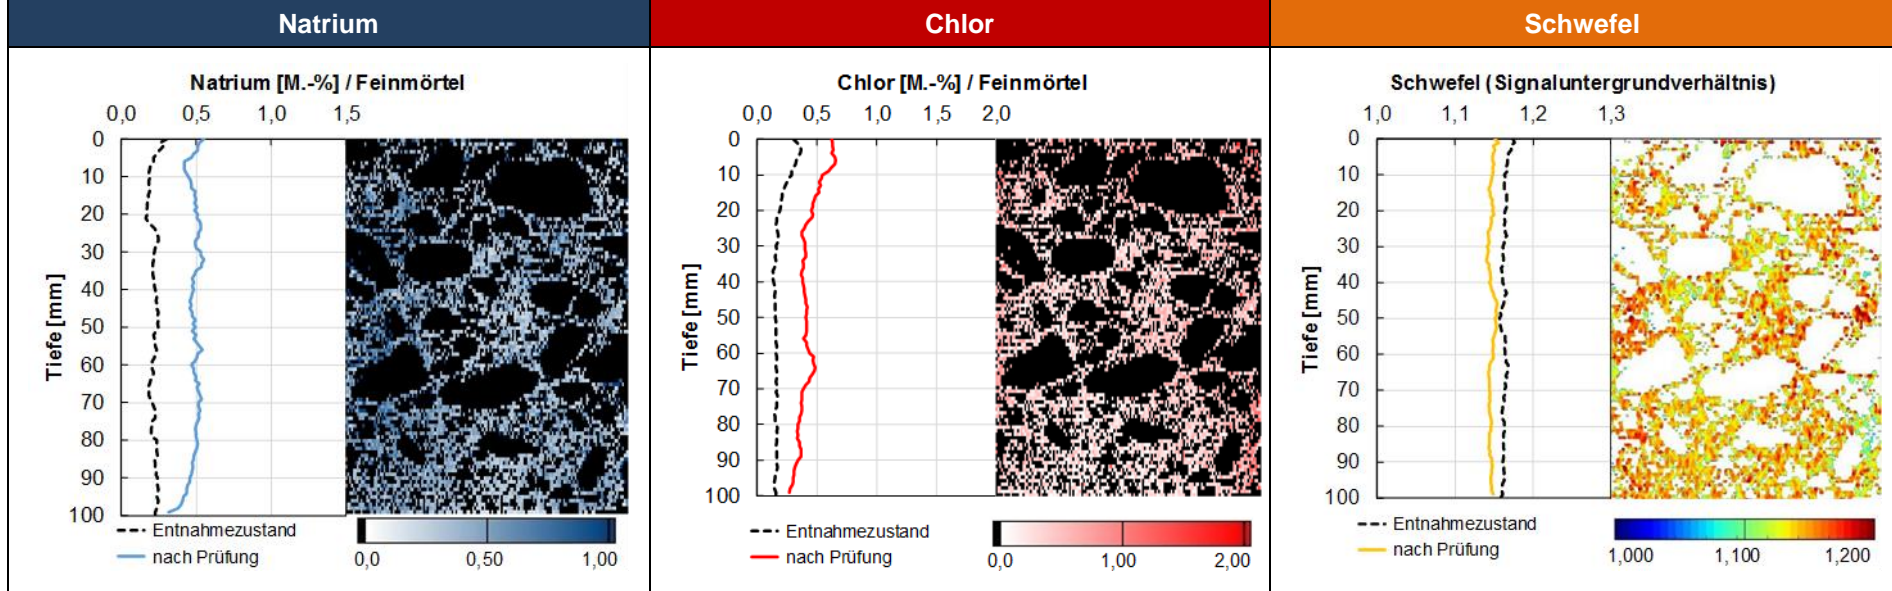 Natrium
Chlor
Schwefel
Natrium [M.-%] / Feinmörtel
0,0 0,5 1,0 1,5
0
10
20
30
40
50
60
70
80
90
100
Tiefe [mm]
Entnahmezustand
nach Prüfung
0,0 0,50 1,00
Chlor [M.-%] / Feinmörtel
0,0 0,5 1,0 1,5 2,0
0
10
20
30
40
50
60
70
80
90
100
Tiefe [mm]
Entnahmezustand
nach Prüfung
0,0 1,00 2,00
Schwefel (Signaluntergrundverhältnis)
1,0 1,1 1,2 1,3
0
10
20
30
40
50
60
70
80
90
100
Tiefe [mm]
Entnahmezustand
nach Prüfung
1,000 1,100 1,200